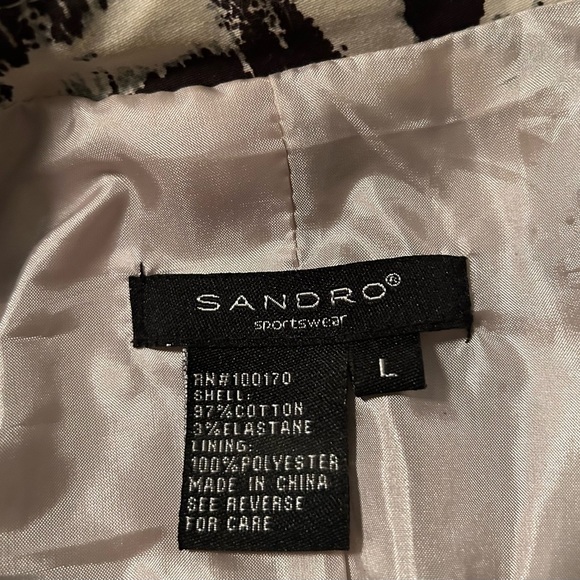 SANDRO®
sportswear
L
RN#100170
SHELL:
97%COTTON
3%ELASTANE
LINING:
100%POLYESTER
MADE IN CHINA
SEE REVERSE
FOR CARE